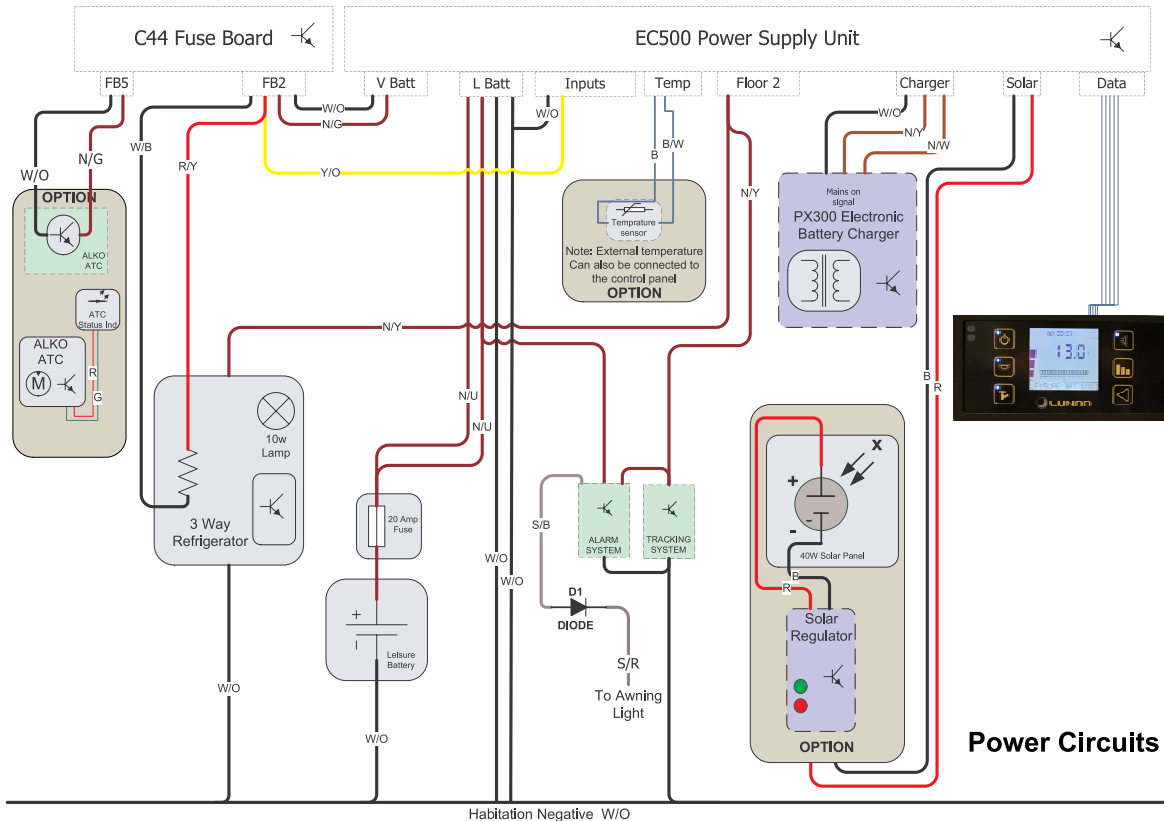 C44 Fuse Board
EC500 Power Supply Unit
FB5
FB2
V Batt
L Batt
Inputs
Temp
Floor 2
Charger
Solar
Data
W/O
N/G
W/B
R/Y
W/O
N/G
Y/O
W/O
B
B/W
N/Y
W/O
N/Y
N/W
OPTION
ALKO
ATC
ATC
Status Ind
ALKO
ATC
M
R
G
Temprature
sensor
Note: External temperature
Can also be connected to
the control panel
OPTION
Mains on
signal
PX300 Electronic
Battery Charger
N/Y
N/U
N/U
B
R
13.0
LUNAR
10w
Lamp
3 Way
Refrigerator
20 Amp
Fuse
+
−
Leisure
Battery
W/O
W/O
S/B
ALARM
SYSTEM
TRACKING
SYSTEM
D1
DIODE
S/R
To Awning
Light
X
+
-
-
40W Solar Panel
B
R
Solar
Regulator
OPTION
W/O
W/O
Power Circuits
Habitation Negative W/O